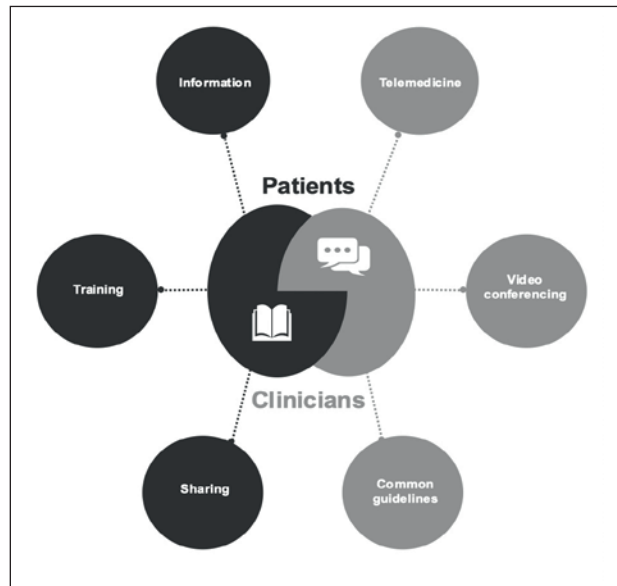 Information
Telemedicine
Patients
Training
Video
conferencing
Clinicians
Sharing
Common
guidelines